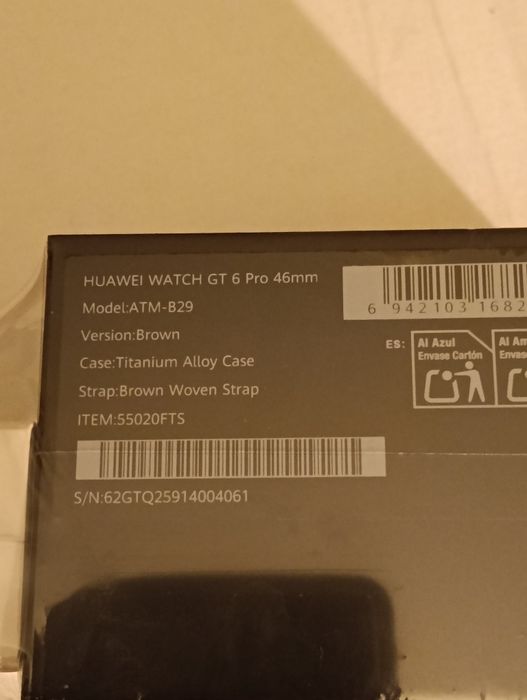 HUAWEI WATCH GT 6 Pro 46mm
Model:ATM-B29
Version:Brown
Case:Titanium Alloy Case
Strap:Brown Woven Strap
ITEM:55020FTS
S/N:62GTQ25914004061
6 942103 1682
ES:
Al Azul
Envase Cartón
Al Am
Envas